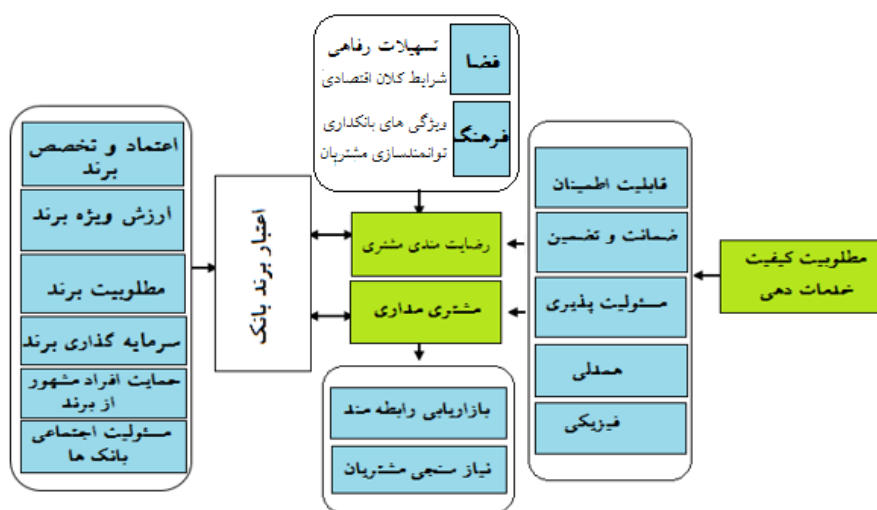 فضا
تسهیلات رفاهی
شرایط کلان اقتصادی
فرهنگ
ویژگی های بانکداری
توانمندسازی مشتریان
قابلیت اطمینان
ضمانت و تضمین
مسئولیت پذیری
همدلی
فیزیکی
مطلوبیت کیفیت
خدمات دهی
رضایت مندی مشتری
مشتری مداری
بازاریابی رابطه مند
نیاز سنجی مشتریان
اعتبار برند بانک
اعتماد و تخصص
برند
ارزش ویژه برند
مطلوبیت برند
سرمایه گذاری برند
حمایت افراد مشهور
از برند
مسئولیت اجتماعی
بانک ها